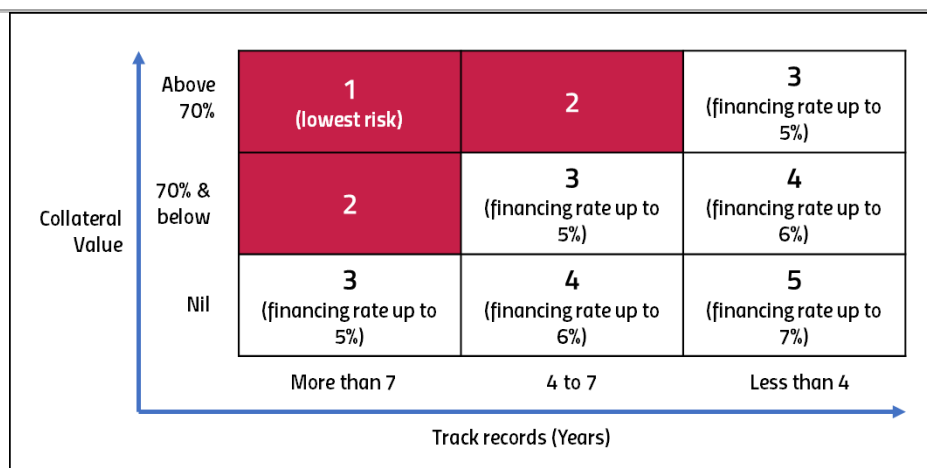 Above
70%
1
(lowest risk)
2
3
(financing rate up to
5%)
Collateral
Value
70% &
below
2
3
(financing rate up to
5%)
4
(financing rate up to
6%)
Nil
3
(financing rate up to
5%)
4
(financing rate up to
6%)
5
(financing rate up to
7%)
More than 7
4 to 7
Less than 4
Track records (Years)